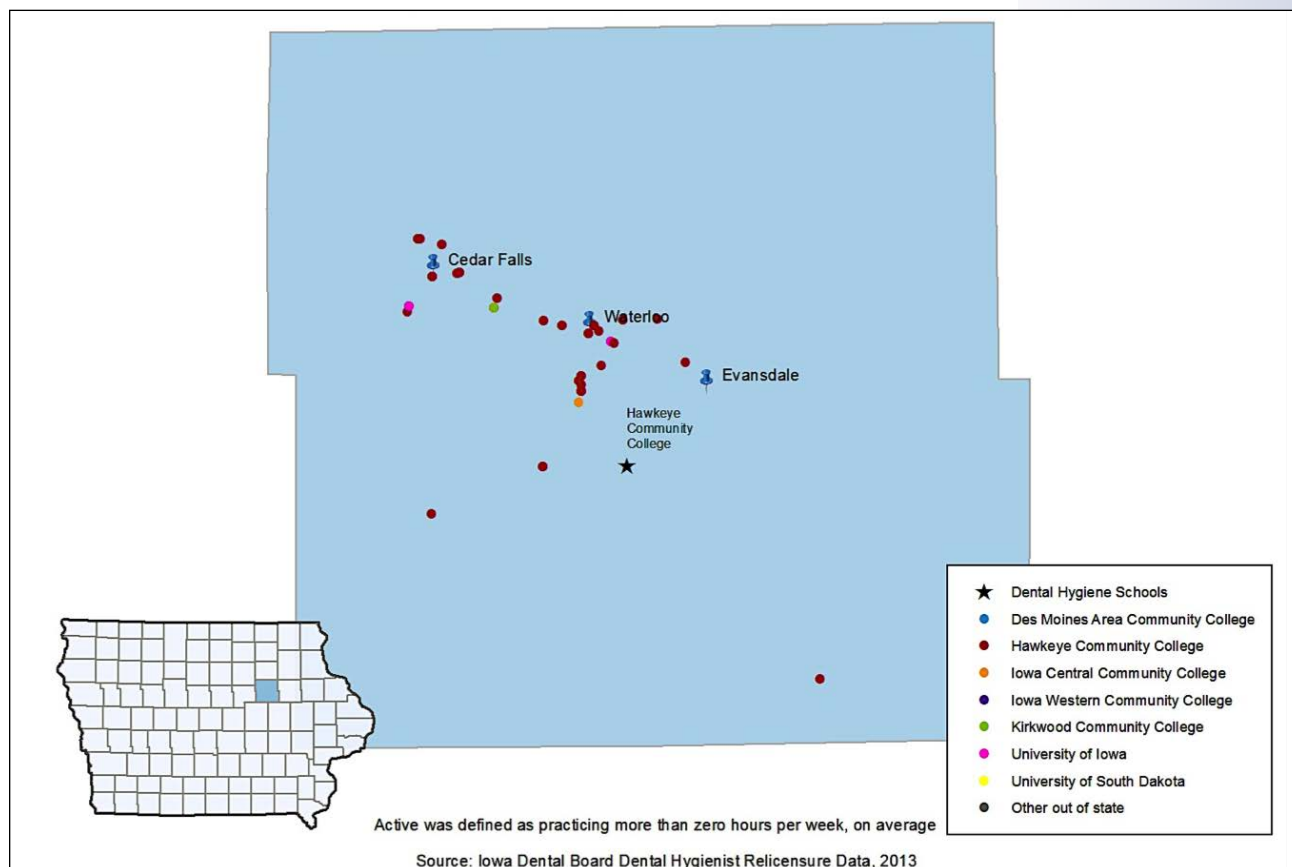 Cedar Falls
Waterloo
Evansdale
Hawkeye
Community
College
Dental Hygiene Schools
Des Moines Area Community College
Hawkeye Community College
Iowa Central Community College
Iowa Western Community College
Kirkwood Community College
University of Iowa
University of South Dakota
Other out of state
Active was defined as practicing more than zero hours per week, on average
Source: Iowa Dental Board Dental Hygienist Relicensure Data, 2013